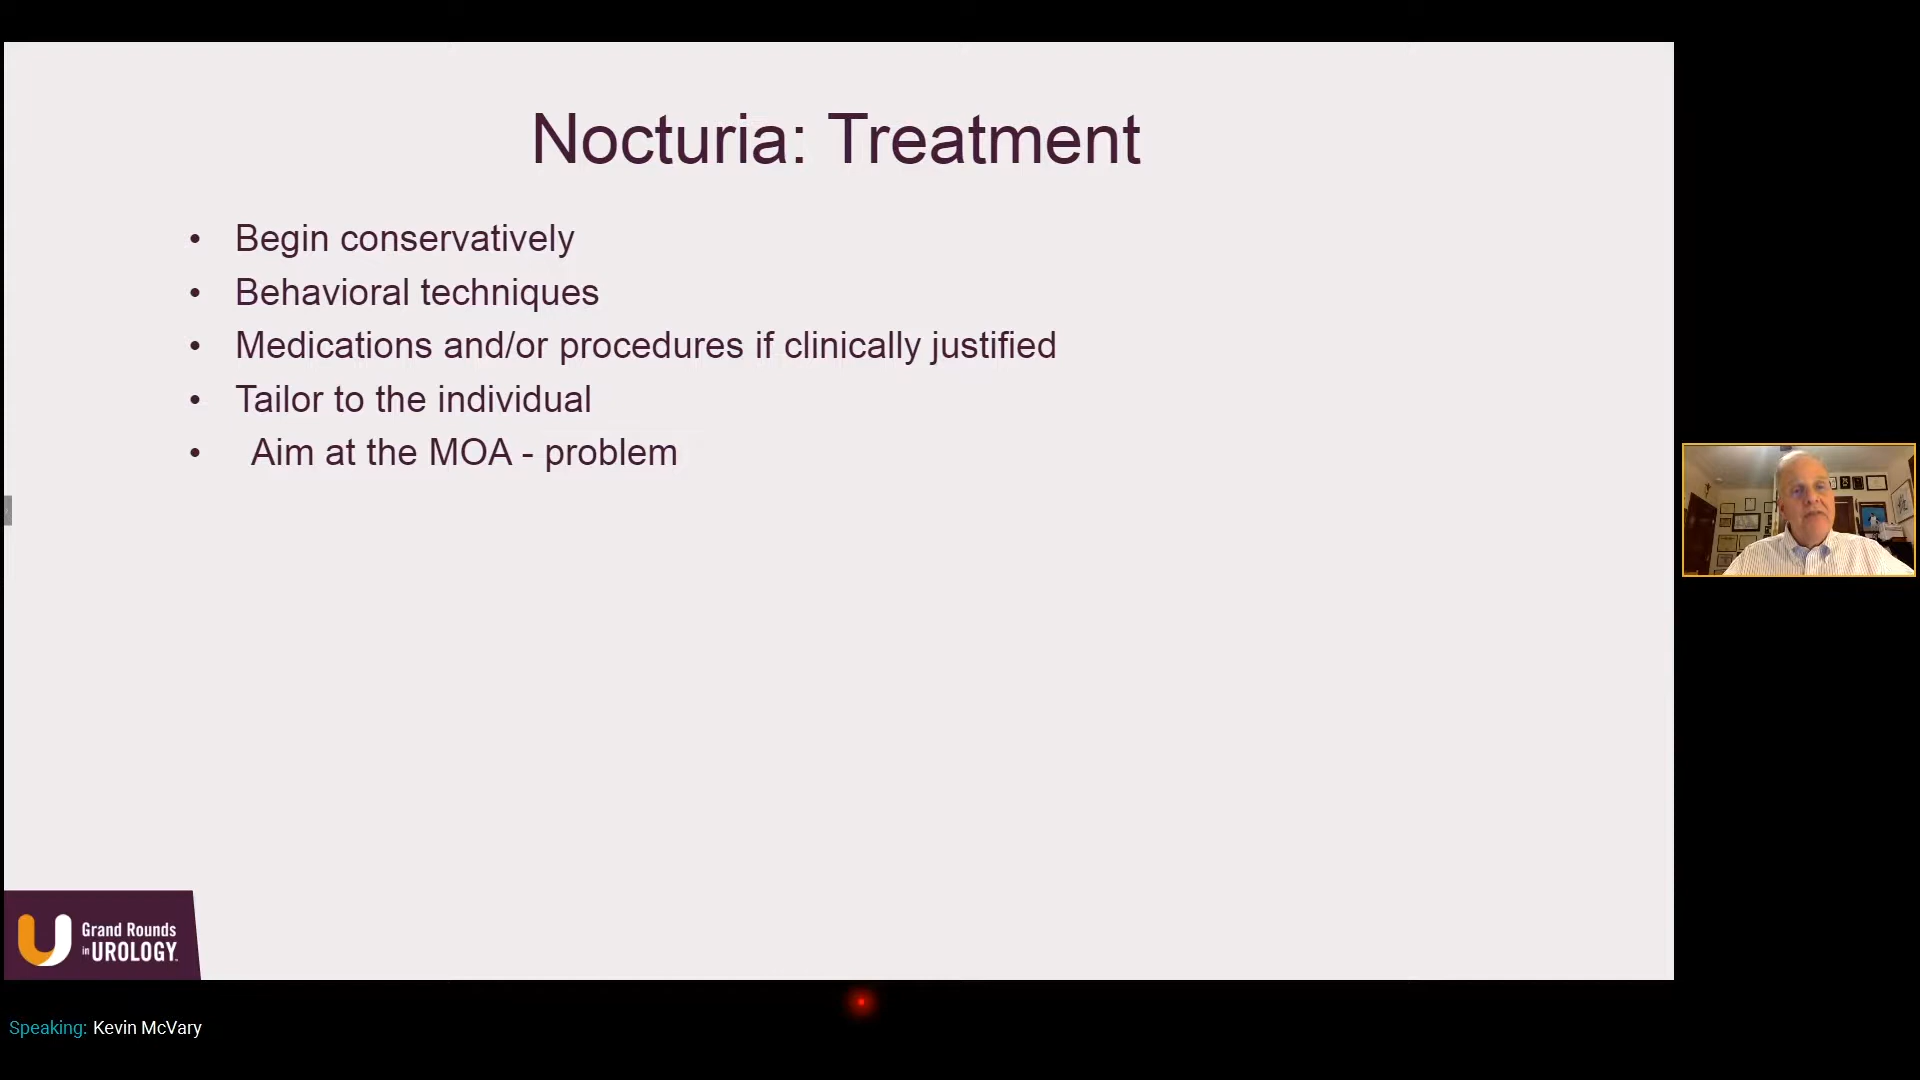 Nocturia: Treatment
• Begin conservatively
• Behavioral techniques
• Medications and/or procedures if clinically justified
• Tailor to the individual
• Aim at the MOA - problem
Grand Rounds
in UROLOGY
Speaking: Kevin McVary